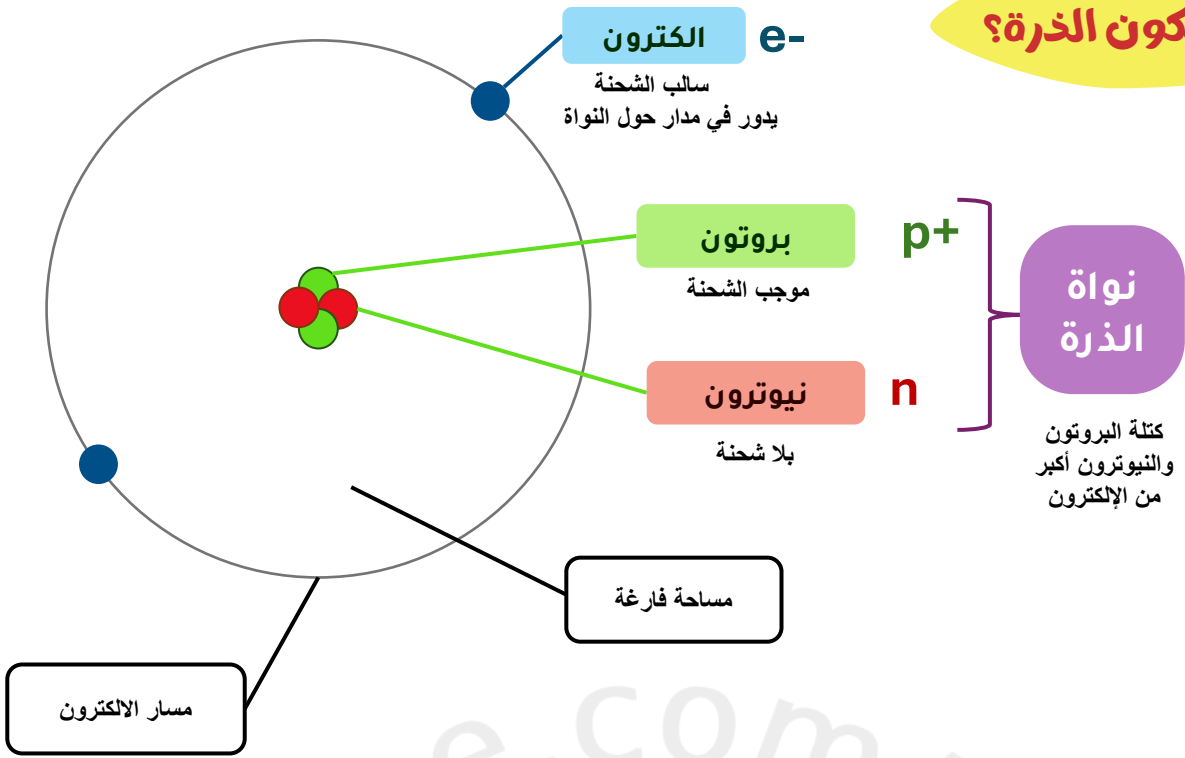 كون الذرة؟
الكترون e-
سالب الشحنة
يدور في مدار حول النواة
بروتون p+
موجب الشحنة
نيوترون n
بلا شحنة
نواة
الذرة
كتلة البروتون
والنيوترون أكبر
من الإلكترون
مساحة فارغة
مسار الالكترون
e.com